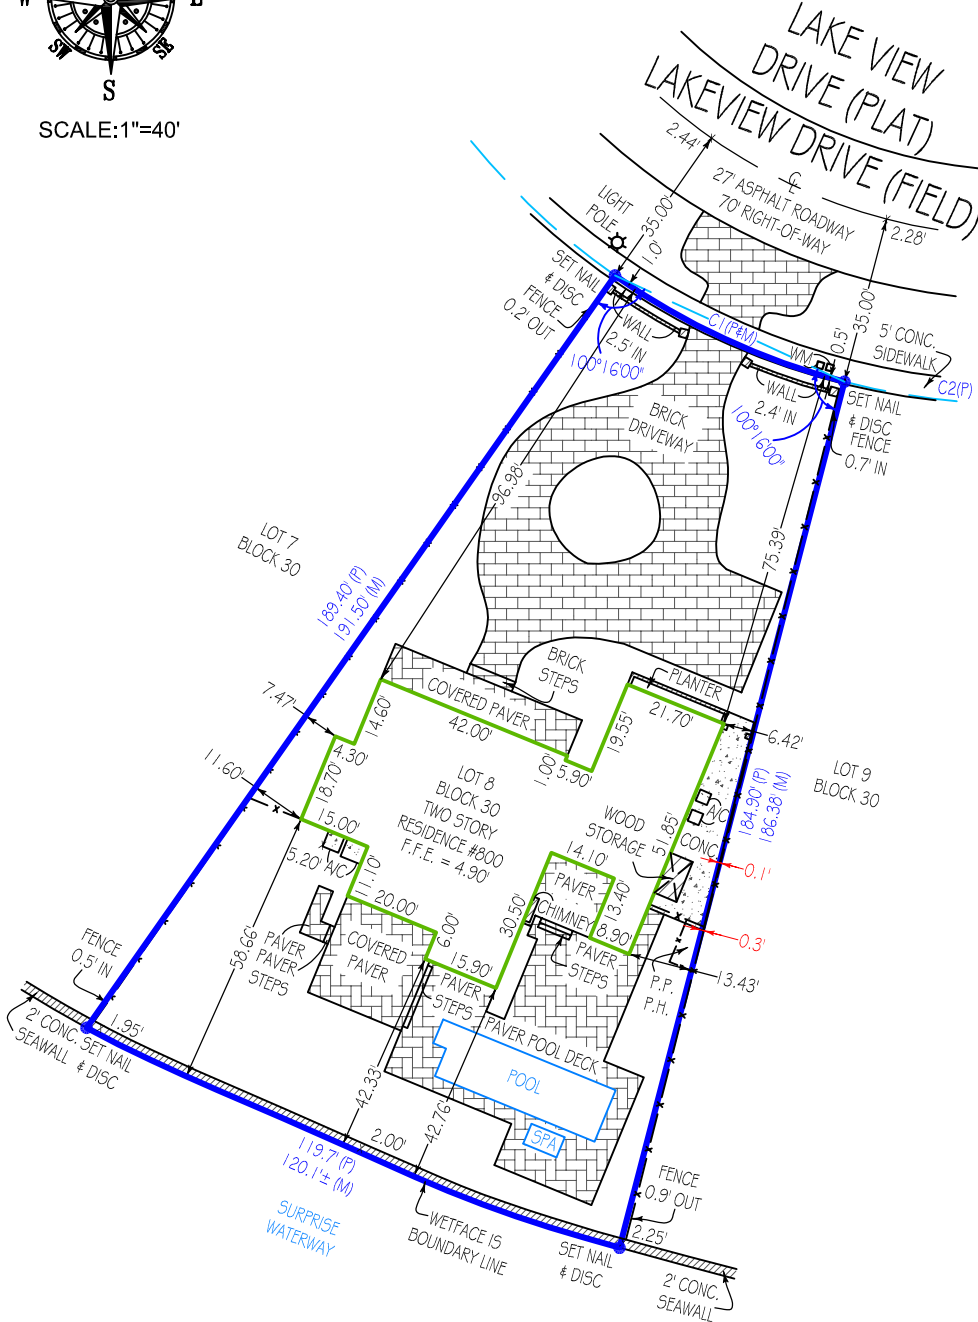 W
E
SW
SE
S
SCALE:1"=40'
LAKE VIEW
DRIVE (PLAT)
LAKEVIEW DRIVE (FIELD)
2.44'
℄
27' ASPHALT ROADWAY
70' RIGHT-OF-WAY
2.28'
35.00'
1.0'
LIGHT
POLE
SET NAIL
& DISC
FENCE
0.2' OUT
WALL
2.5' IN
100°16'00"
C1(P&M)
35.00'
0.5'
5' CONC.
SIDEWALK
C2(P)
WM
WALL
2.4' IN
100°16'00"
SET NAIL
& DISC
FENCE
0.7' IN
BRICK
DRIVEWAY
96.98'
75.39'
LOT 7
BLOCK 30
189.40' (P)
191.50' (M)
BRICK
STEPS
PLANTER
COVERED PAVER
7.47'
14.60'
42.00'
19.55'
21.70'
6.42'
4.30'
1.00'
5.90'
11.60'
18.70'
LOT 8
BLOCK 30
TWO STORY
RESIDENCE #800
F.F.E. = 4.90'
LOT 9
BLOCK 30
184.90' (P)
186.38' (M)
WOOD
STORAGE
51.85'
A/C
CONC.
15.00'
5.20'
A/C
11.10'
14.10'
0.1'
PAVER
13.40'
20.00'
CHIMNEY
30.50'
8.90'
0.3'
6.00'
15.90'
58.66'
PAVER
PAVER
STEPS
COVERED
PAVER
PAVER
STEPS
PAVER
STEPS
P.P.
P.H.
13.43'
FENCE
0.5' IN
1.95'
2' CONC.
SEAWALL
SET NAIL
& DISC
PAVER POOL DECK
POOL
SPA
42.33'
42.76'
2.00'
119.7' (P)
120.1'± (M)
SURPRISE
WATERWAY
WETFACE IS
BOUNDARY LINE
FENCE
0.9' OUT
2.25'
SET NAIL
& DISC
2' CONC.
SEAWALL